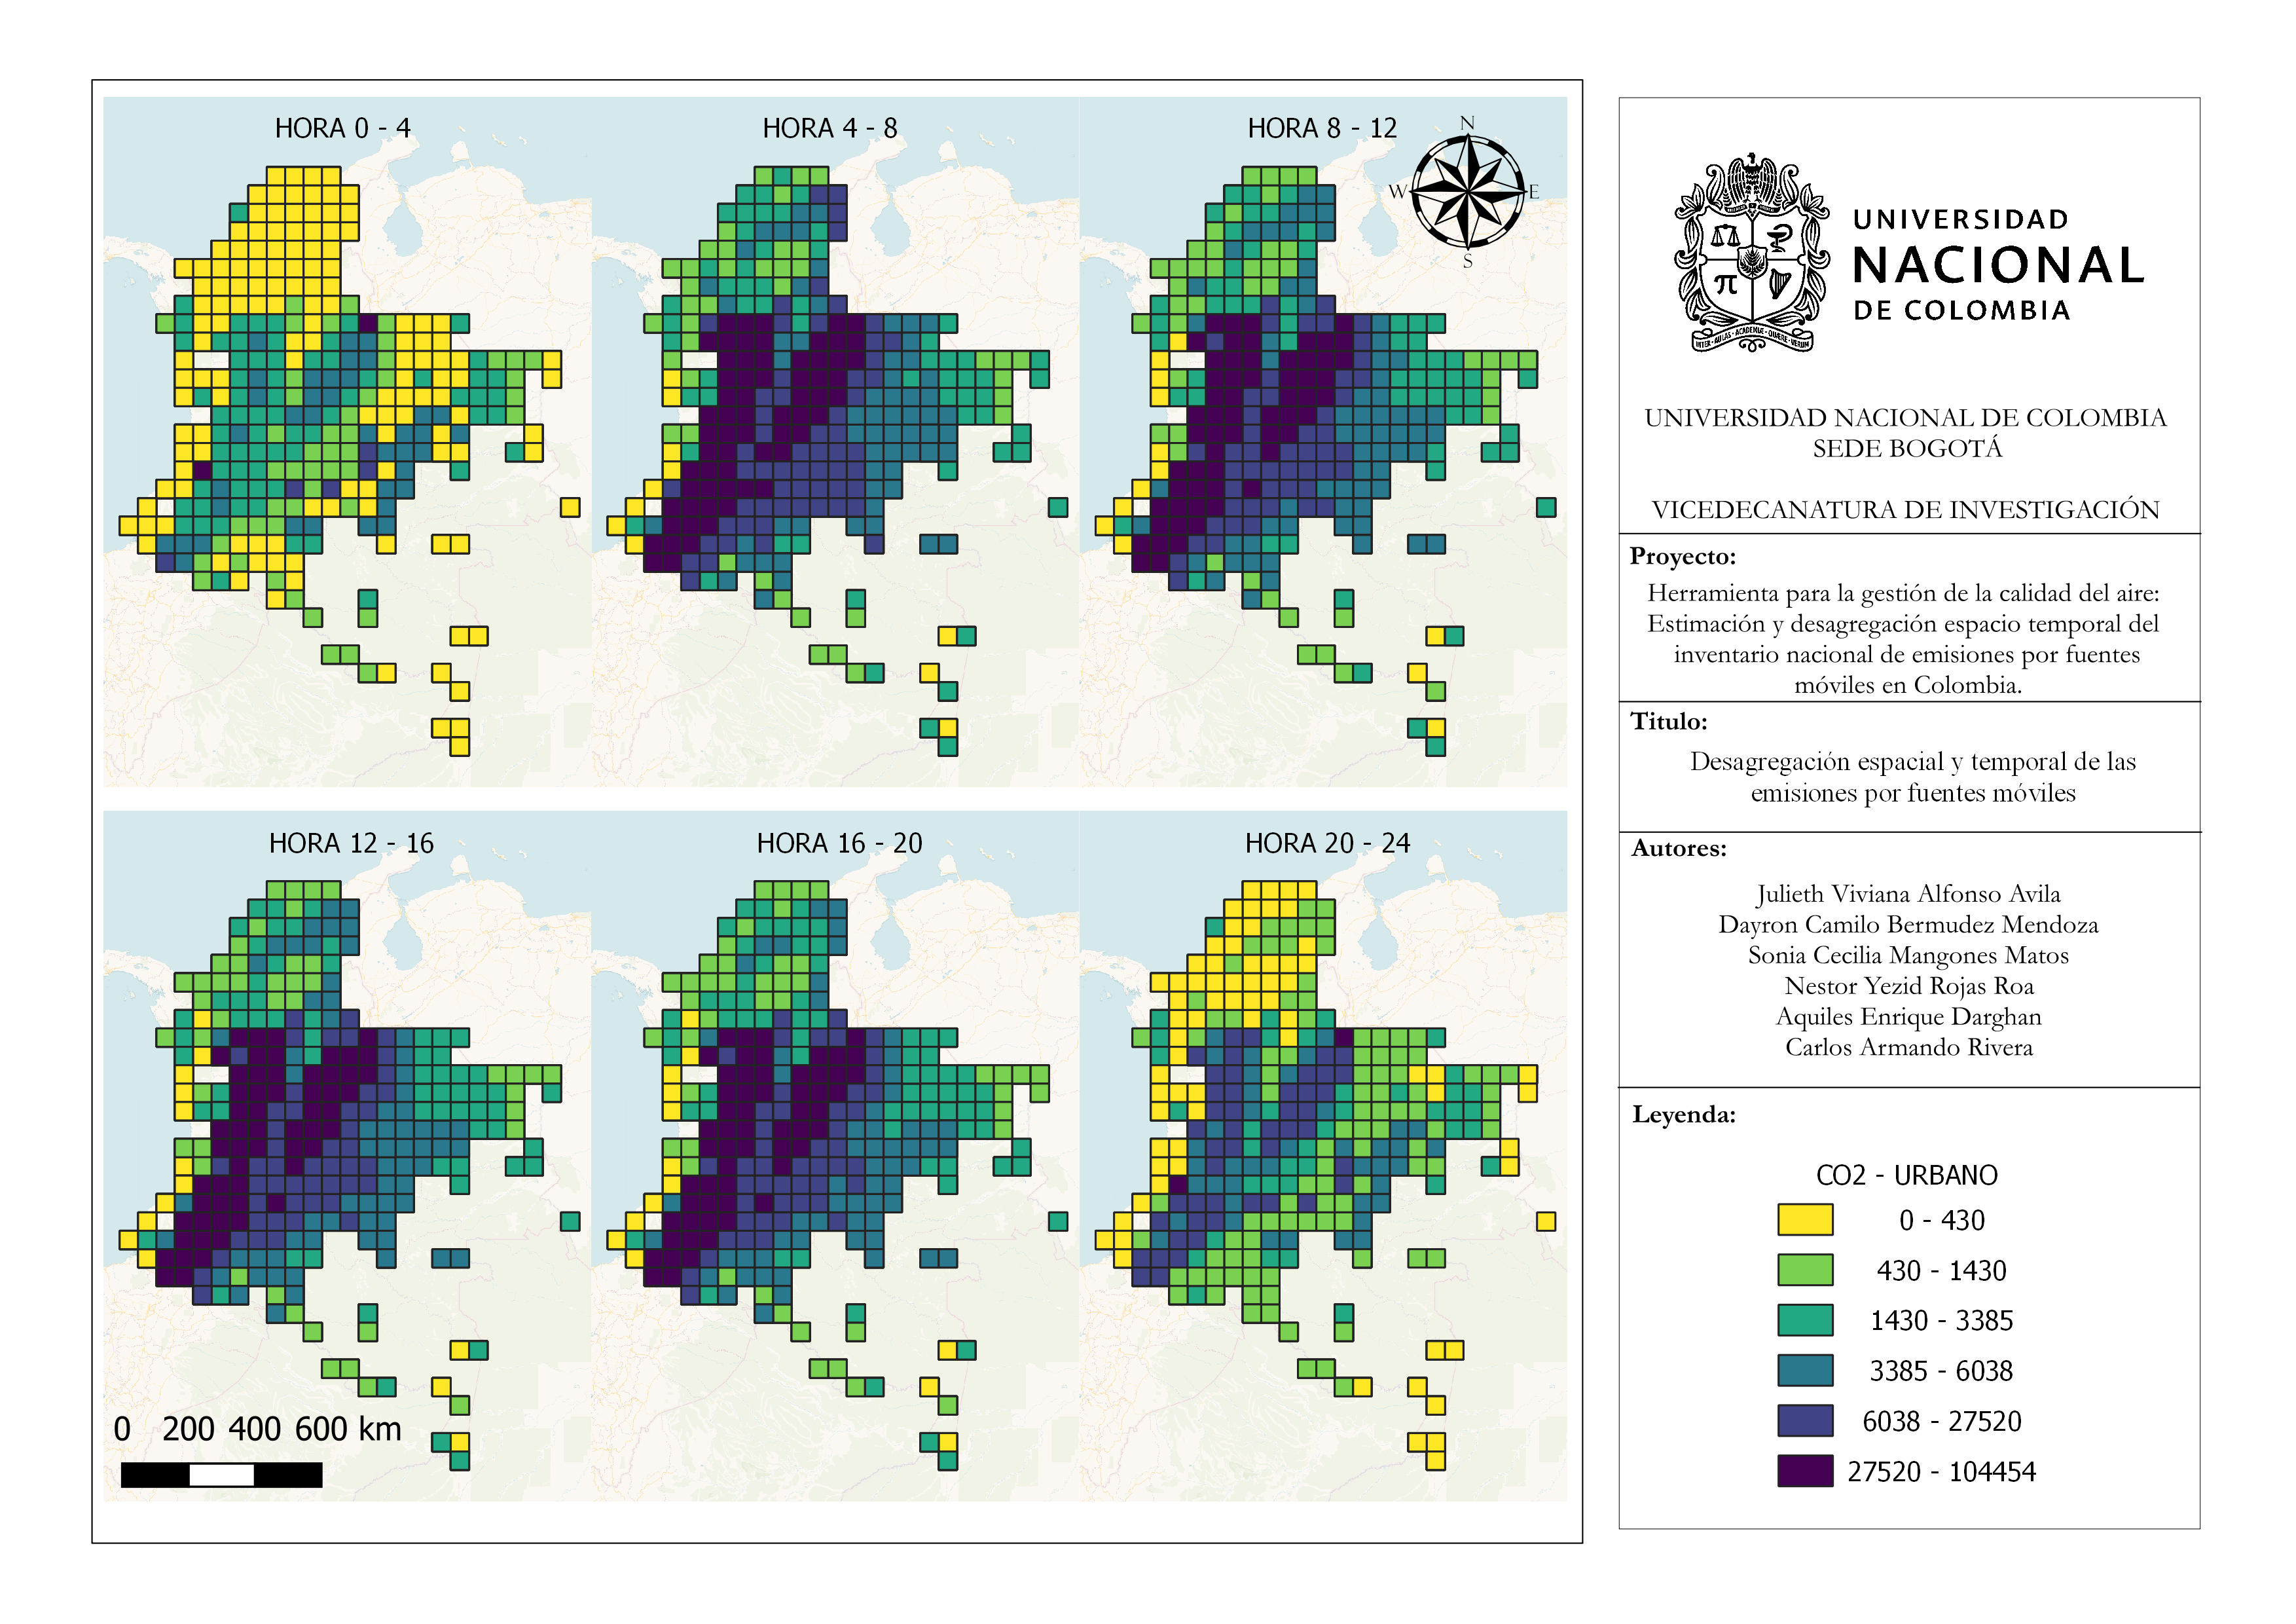 HORA 0 - 4
HORA 4 - 8
HORA 8 - 12
N
W
E
S
HORA 12 - 16
HORA 16 - 20
HORA 20 - 24
0 200 400 600 km
INTER · AULAS · ACADEMIÆ · QUÆRE · VERUM
UNIVERSIDAD
NACIONAL
DE COLOMBIA
UNIVERSIDAD NACIONAL DE COLOMBIA
SEDE BOGOTÁ
VICEDECANATURA DE INVESTIGACIÓN
Proyecto:
Herramienta para la gestión de la calidad del aire:
Estimación y desagregación espacio temporal del
inventario nacional de emisiones por fuentes
móviles en Colombia.
Titulo:
Desagregación espacial y temporal de las
emisiones por fuentes móviles
Autores:
Julieth Viviana Alfonso Avila
Dayron Camilo Bermudez Mendoza
Sonia Cecilia Mangones Matos
Nestor Yezid Rojas Roa
Aquiles Enrique Darghan
Carlos Armando Rivera
Leyenda:
CO2 - URBANO
0 - 430
430 - 1430
1430 - 3385
3385 - 6038
6038 - 27520
27520 - 104454